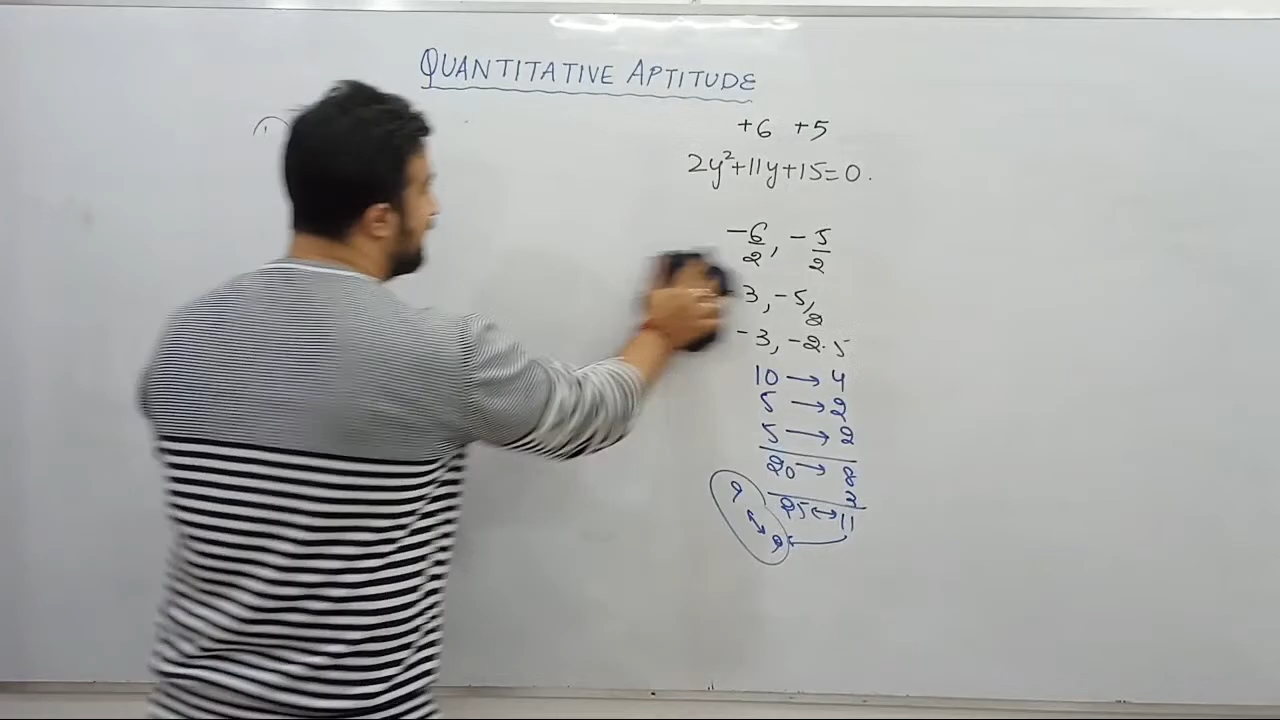 QUANTITATIVE APTITUDE
+6 +5
2y²+11y+15=0.
-6/2, -5/2
3, -5/2
-3, -2.5
10 → 4
5 → 2
5 → 2
20 → 8
25 ↔ 11